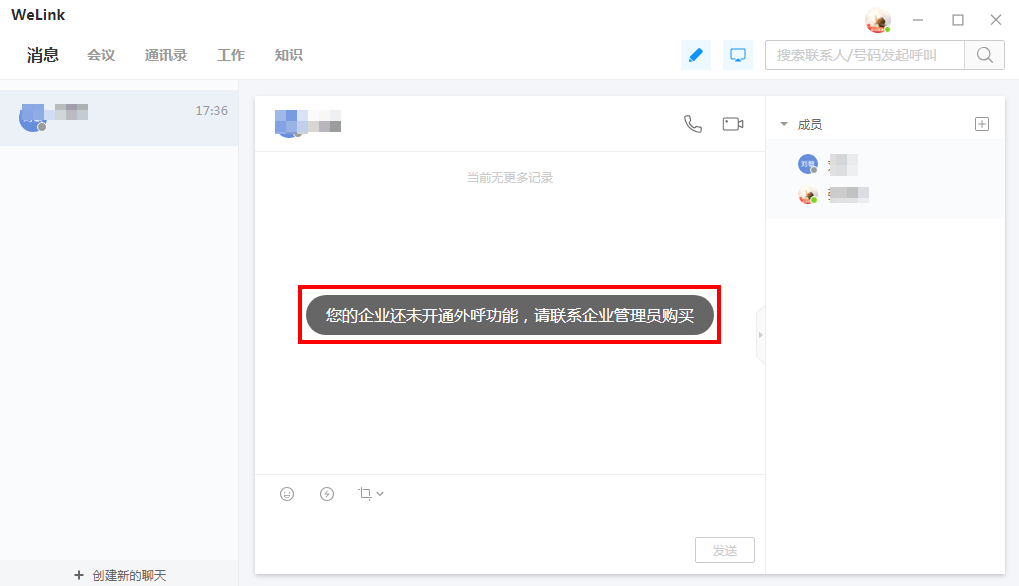 WeLink
消息 会议 通讯录 工作 知识
搜索联系人/号码发起呼叫
17:36
成员
当前无更多记录
您的企业还未开通外呼功能，请联系企业管理员购买
发送
+ 创建新的聊天